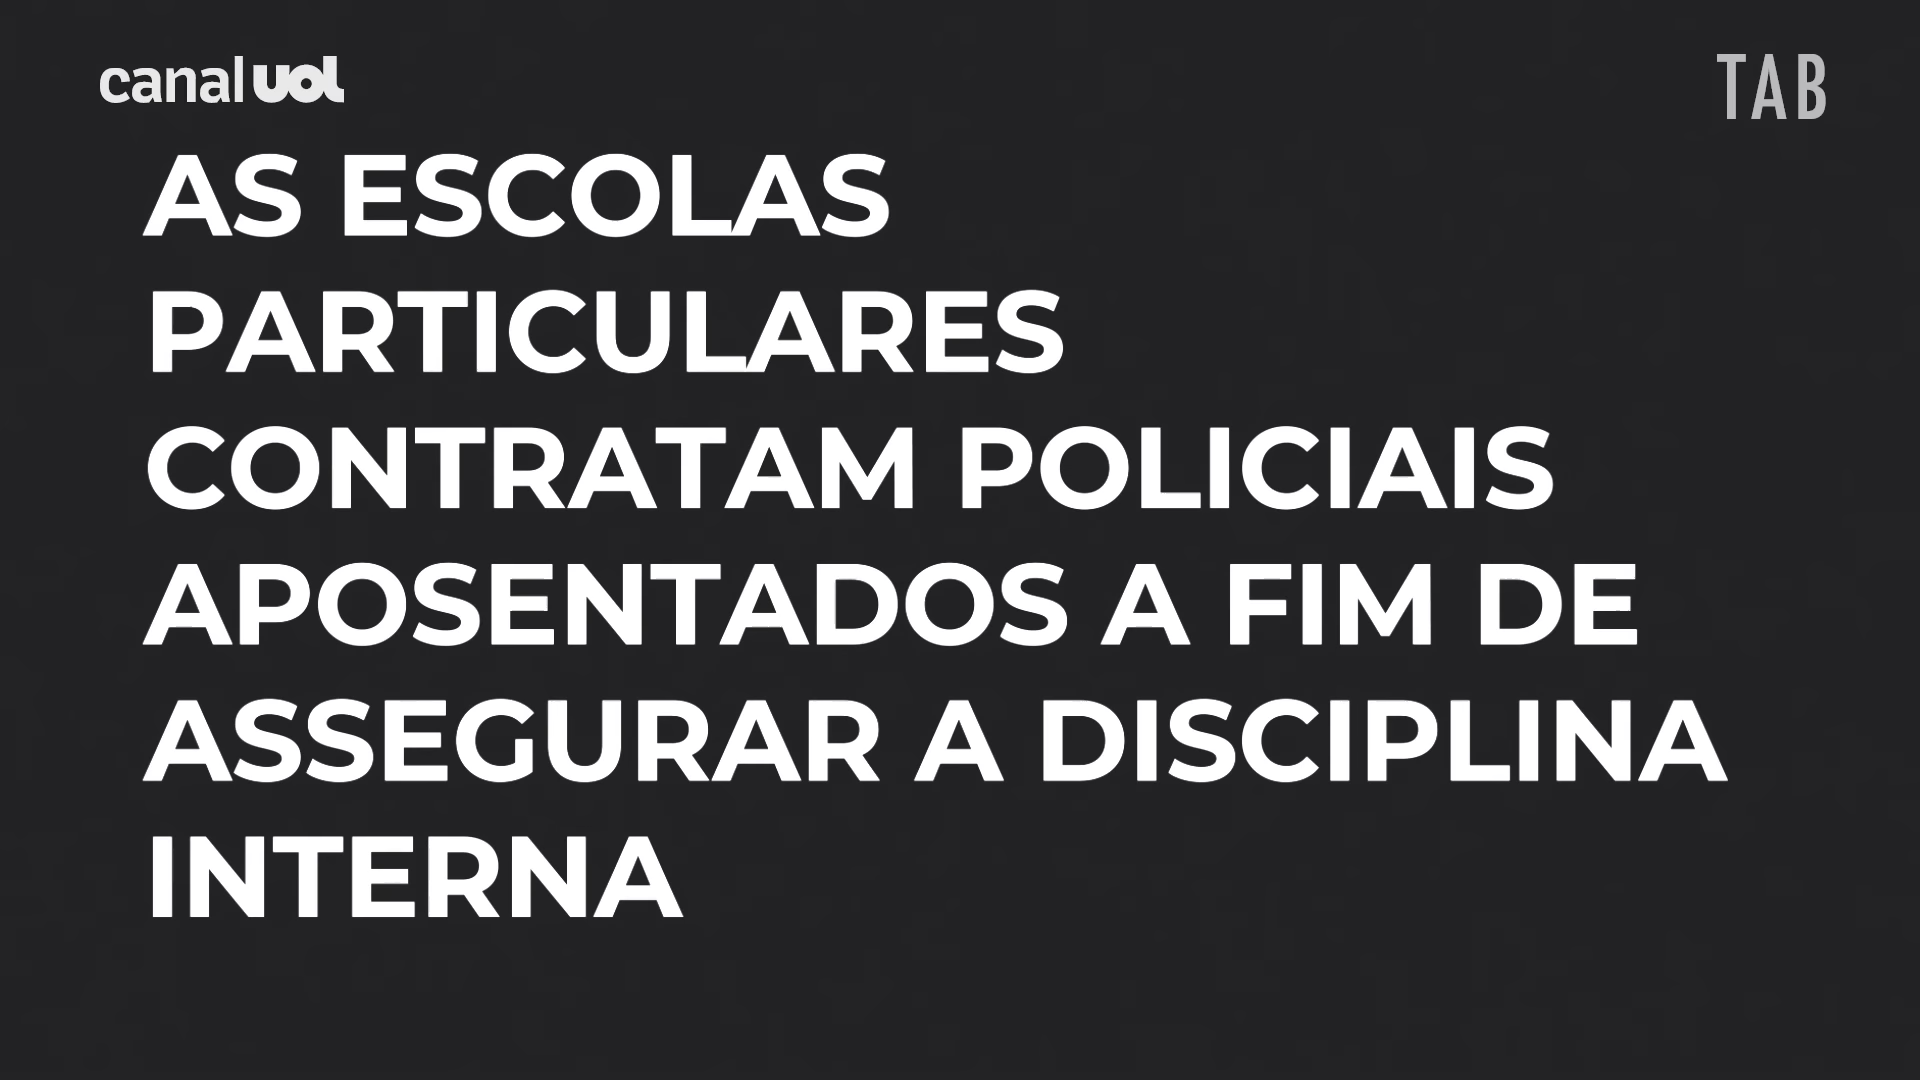 canal uol
TAB
AS ESCOLAS
PARTICULARES
CONTRATAM POLICIAIS
APOSENTADOS A FIM DE
ASSEGURAR A DISCIPLINA
INTERNA